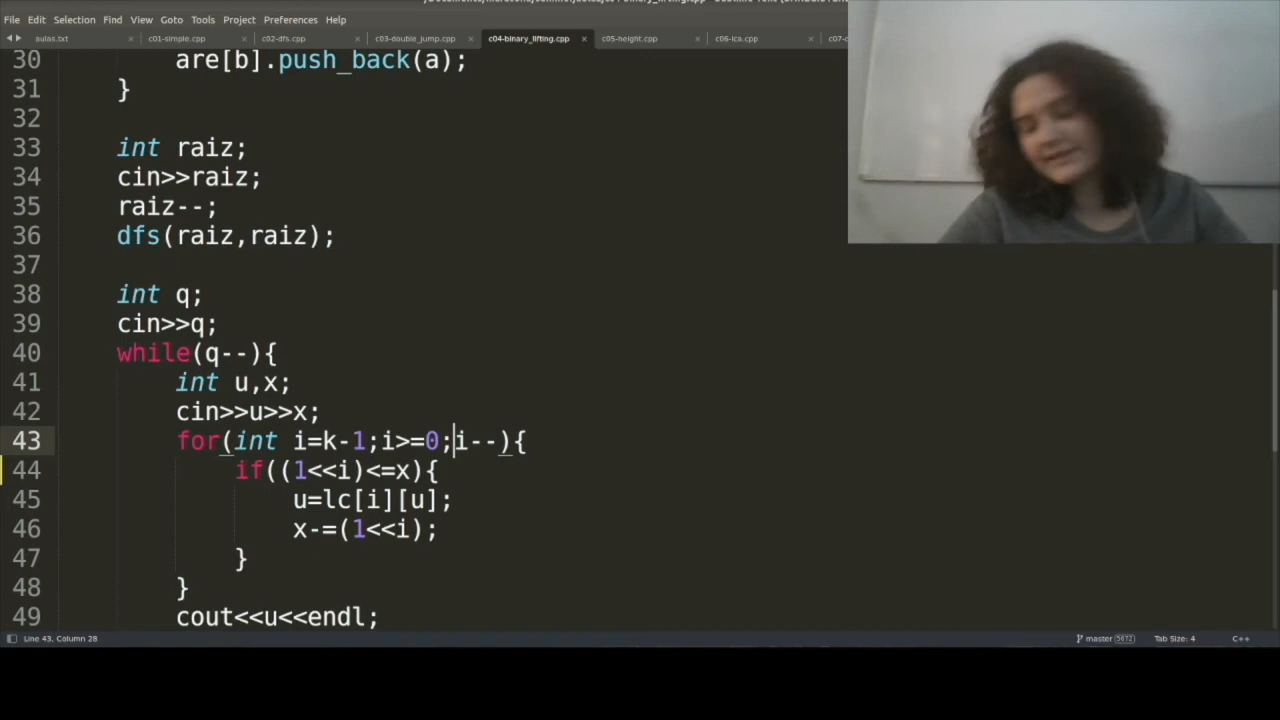 File Edit Selection Find View Goto Tools Project Preferences Help
aulas.txt c01-simple.cpp c02-dfs.cpp c03-double_jump.cpp c04-binary_lifting.cpp c05-height.cpp c06-lca.cpp
30 are[b].push_back(a);
31 }
32
33 int raiz;
34 cin>>raiz;
35 raiz--;
36 dfs(raiz,raiz);
37
38 int q;
39 cin>>q;
40 while(q--){
41 int u,x;
42 cin>>u>>x;
43 for(int i=k-1;i>=0;i--){
44 if((1<<i)<=x){
45 u=lc[i][u];
46 x-=(1<<i);
47 }
48 }
49 cout<<u<<endl;
Line 43, Column 28 master 5672 Tab Size: 4 C++